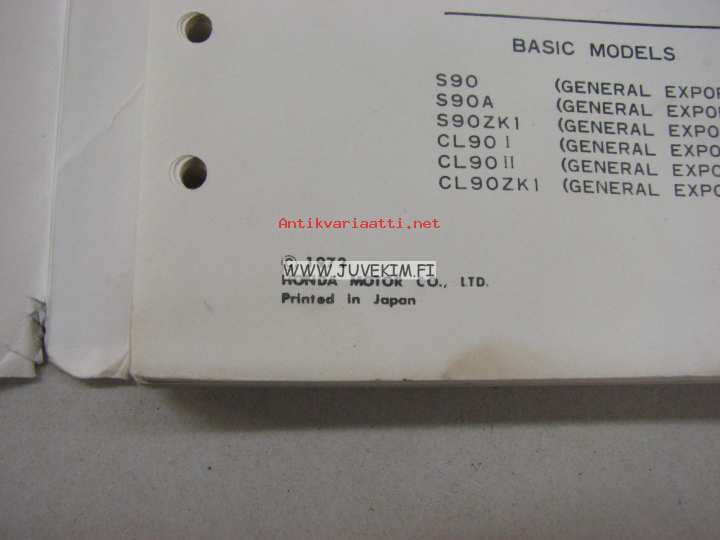 BASIC MODELS
S90 (GENERAL EXPOR
S90A (GENERAL EXPO
S90ZK1 (GENERAL EXPO
CL90 I (GENERAL EXPO
CL90 II (GENERAL EXPO
CL90ZK1 (GENERAL EXPO
Antikvariaatti.net
© 1972
WWW.JUVEKIM.FI
HONDA MOTOR CO., LTD.
Printed in Japan